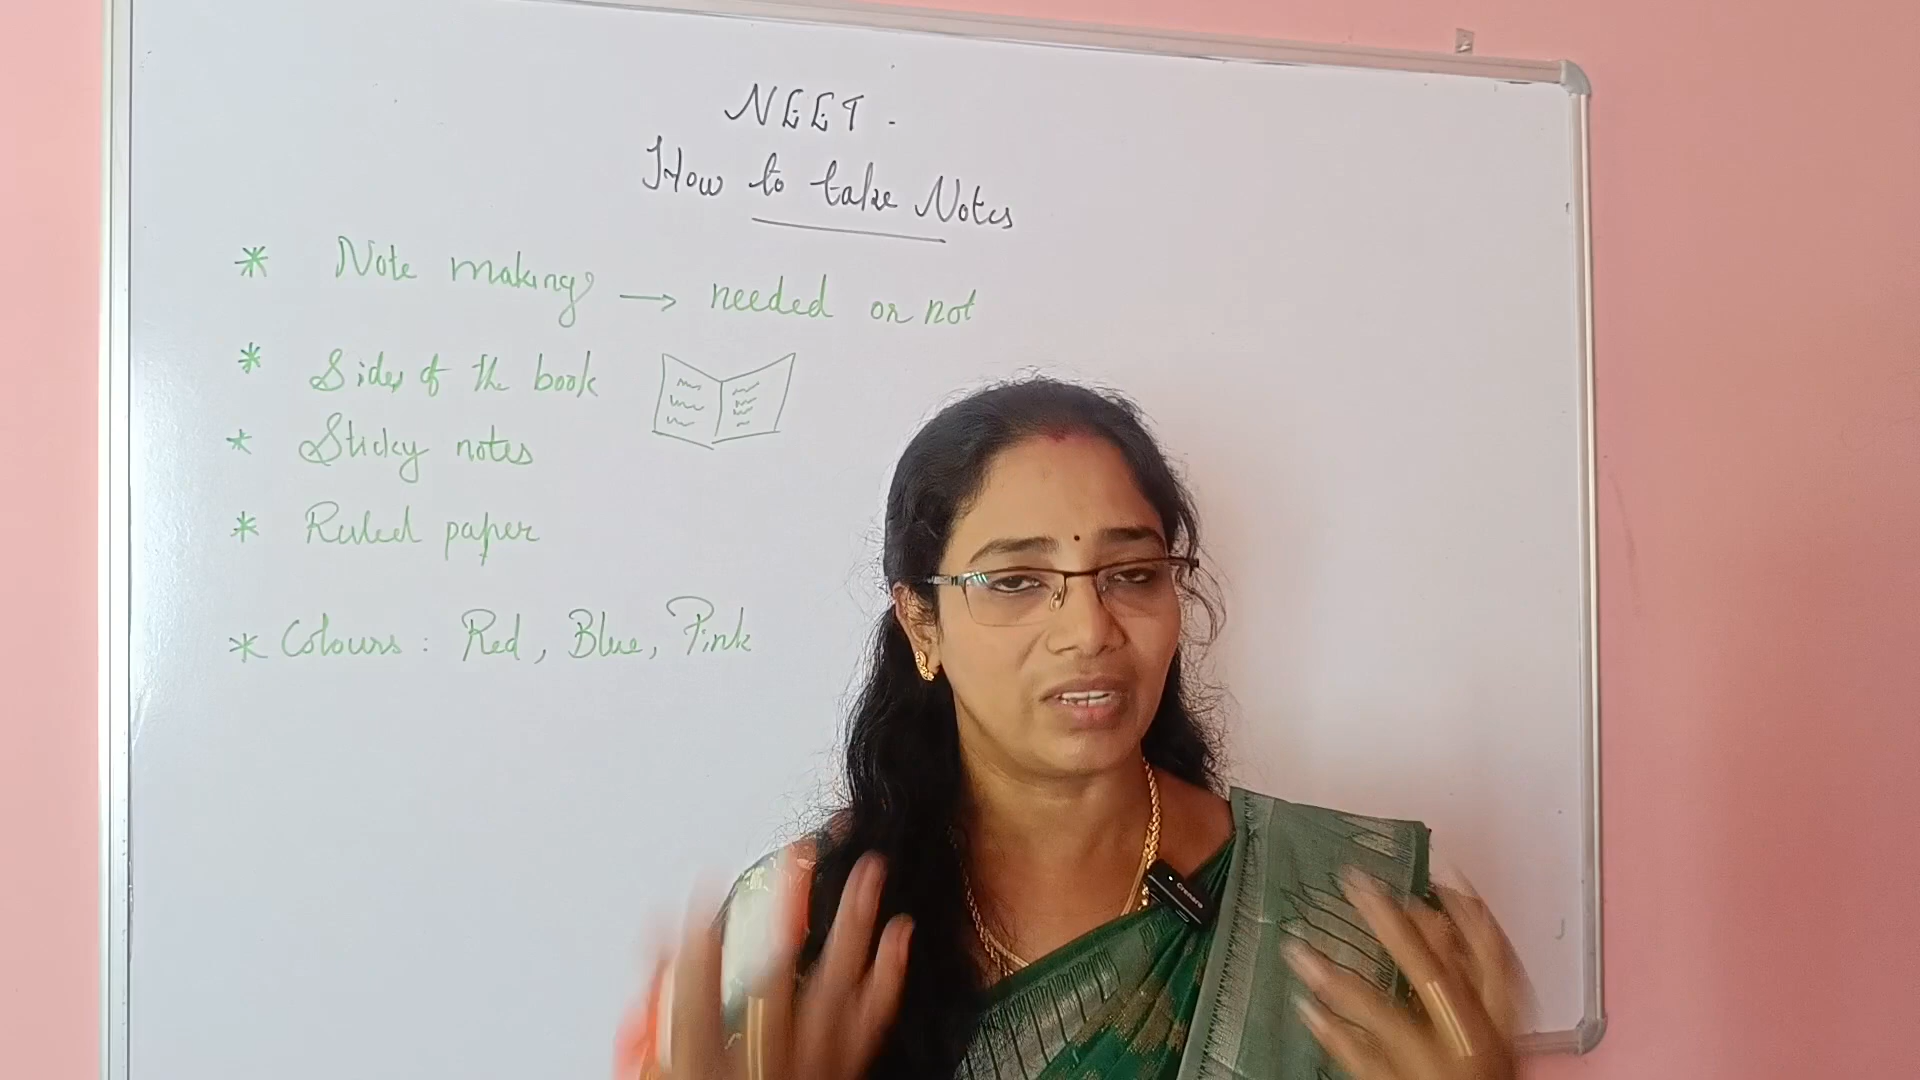 NEET -
How to take Notes
* Note making → needed or not
* Sides of the book
* Sticky notes
* Ruled paper
* Colours : Red, Blue, Pink